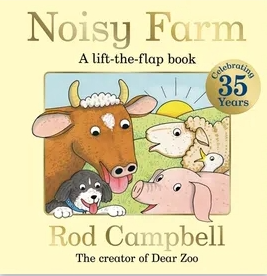 Noisy Farm
A lift-the-flap book
Celebrating
35
Years
Rod Campbell
The creator of Dear Zoo